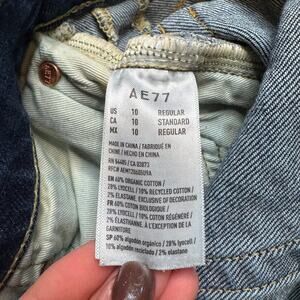 AE77
US 10 REGULAR
CA 10 STANDARD
MX 10 REGULAR
MADE IN CHINA / FABRIQUÉ EN
CHINE / HECHO EN CHINA
RN 54485 / CA 03873
EN 60% ORGANIC COTTON /
28% LYOCELL / 10% RECYCLED COTTON /
2% ELASTANE, EXCLUSIVE OF DECORATION
FR 60% COTON BIOLOGIQUE /
28% LYOCELL / 10% COTON RÉGÉNÉRÉ /
2% ÉLASTHANNE, À L'EXCEPTION DE LA
GARNITURE
SP 60% algodón orgánico / 28% lyocell /
10% algodón reciclado / 2% elastano
AE77